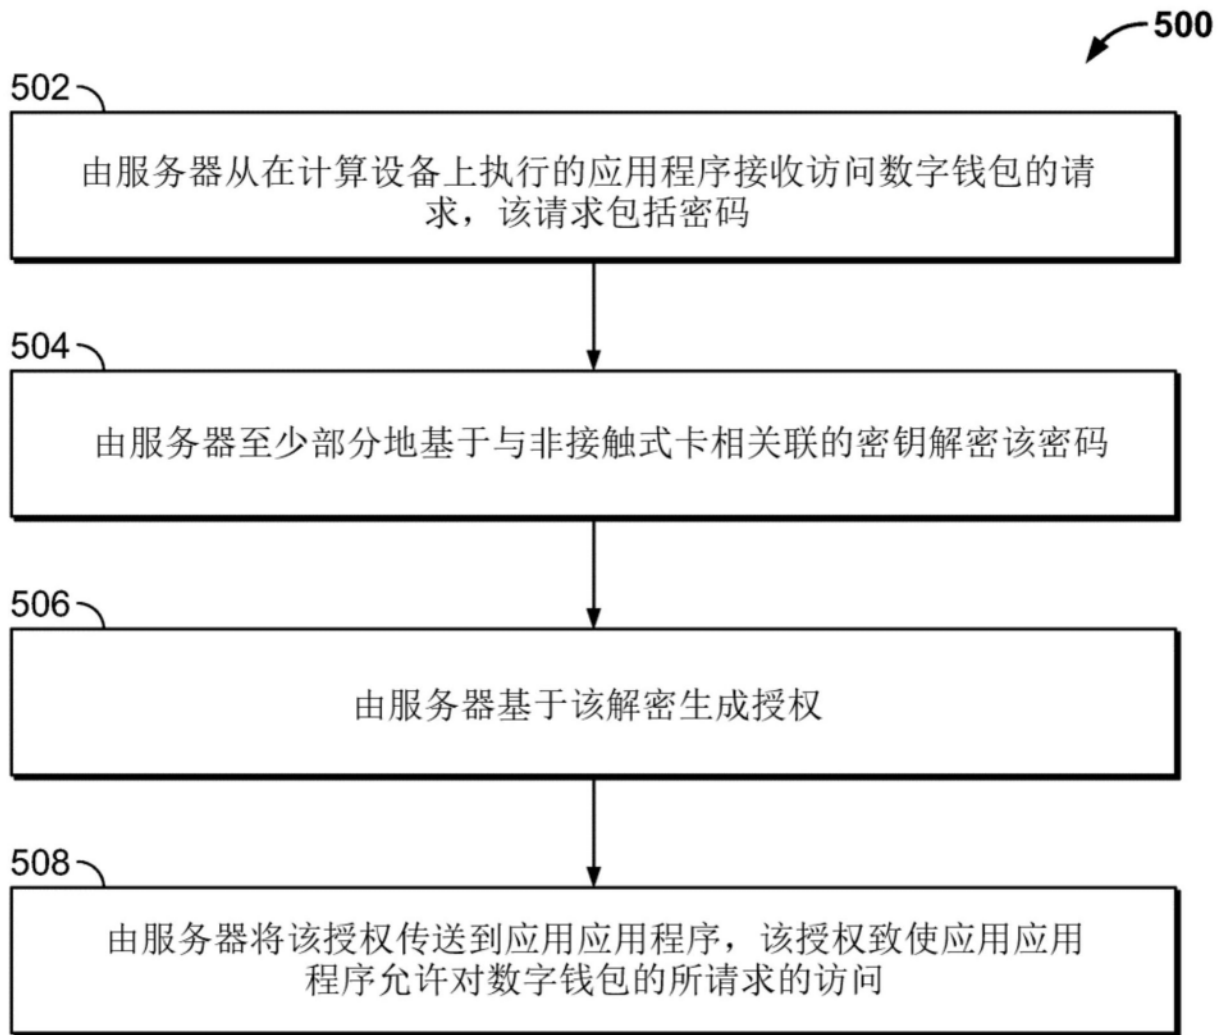 500
502
由服务器从在计算设备上执行的应用程序接收访问数字钱包的请
求，该请求包括密码
504
由服务器至少部分地基于与非接触式卡相关联的密钥解密该密码
506
由服务器基于该解密生成授权
508
由服务器将该授权传送到应用应用程序，该授权致使应用应用
程序允许对数字钱包的所请求的访问